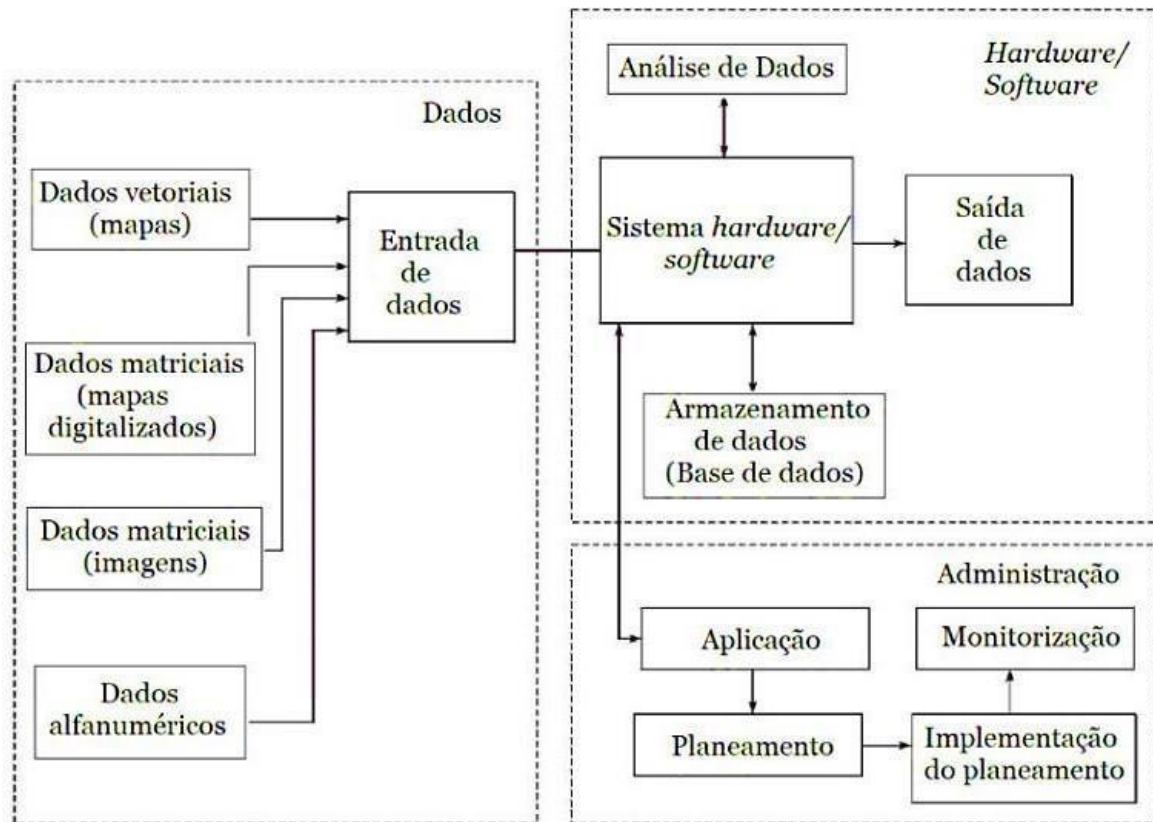 Dados
Dados vetoriais
(mapas)
Dados matriciais
(mapas
digitalizados)
Dados matriciais
(imagens)
Dados
alfanuméricos
Entrada
de
dados
Hardware/
Software
Análise de Dados
Sistema hardware/
software
Saída
de
dados
Armazenamento
de dados
(Base de dados)
Administração
Aplicação
Monitorização
Planeamento
Implementação
do planeamento